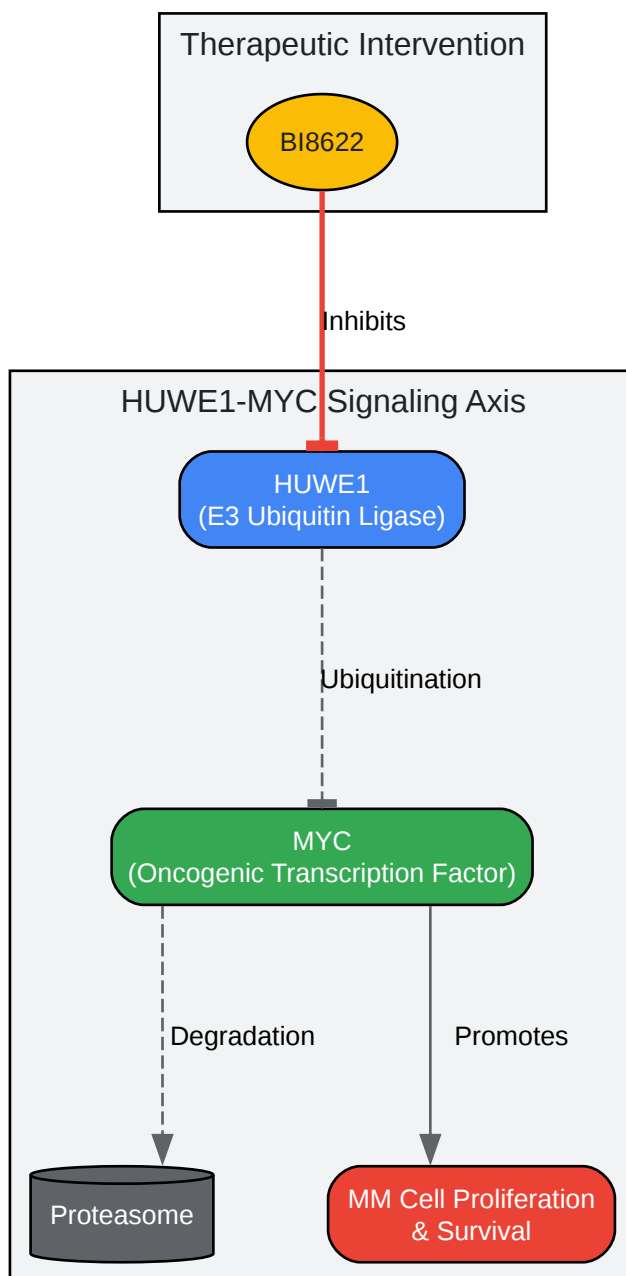 Therapeutic Intervention
BI8622
Inhibits
HUWE1-MYC Signaling Axis
HUWE1
(E3 Ubiquitin Ligase)
Ubiquitination
MYC
(Oncogenic Transcription Factor)
Degradation
Promotes
Proteasome
MM Cell Proliferation
& Survival